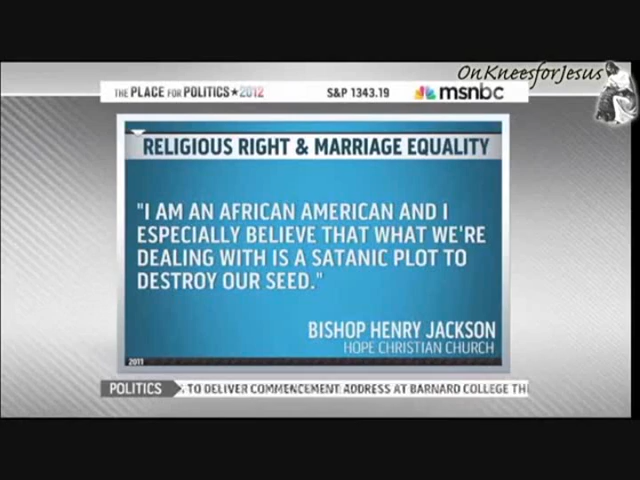 OnKneesforJesus
THE PLACE FOR POLITICS★2012 S&P 1343.19 msnbc
RELIGIOUS RIGHT & MARRIAGE EQUALITY
"I AM AN AFRICAN AMERICAN AND I
ESPECIALLY BELIEVE THAT WHAT WE'RE
DEALING WITH IS A SATANIC PLOT TO
DESTROY OUR SEED."
BISHOP HENRY JACKSON
HOPE CHRISTIAN CHURCH
2011
POLITICS TO DELIVER COMMENCEMENT ADDRESS AT BARNARD COLLEGE